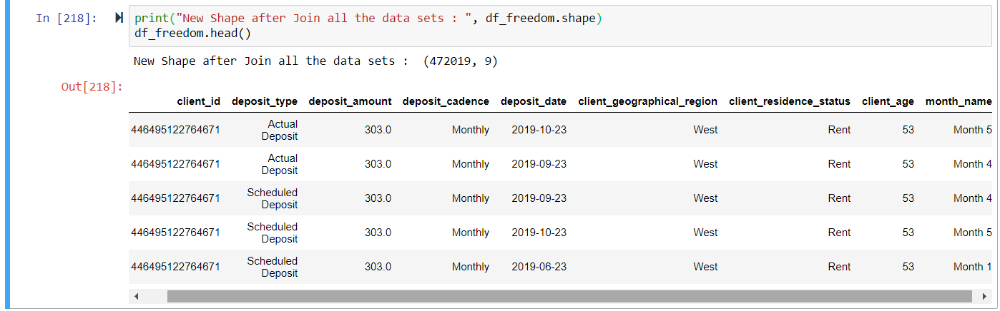 In [218]:
print("New Shape after Join all the data sets : ", df_freedom.shape)
df_freedom.head()
New Shape after Join all the data sets :  (472019, 9)
Out[218]:
client_id deposit_type deposit_amount deposit_cadence deposit_date client_geographical_region client_residence_status client_age month_name
446495122764671 Actual Deposit 303.0 Monthly 2019-10-23 West Rent 53 Month 5
446495122764671 Actual Deposit 303.0 Monthly 2019-09-23 West Rent 53 Month 4
446495122764671 Scheduled Deposit 303.0 Monthly 2019-09-23 West Rent 53 Month 4
446495122764671 Scheduled Deposit 303.0 Monthly 2019-10-23 West Rent 53 Month 5
446495122764671 Scheduled Deposit 303.0 Monthly 2019-06-23 West Rent 53 Month 1